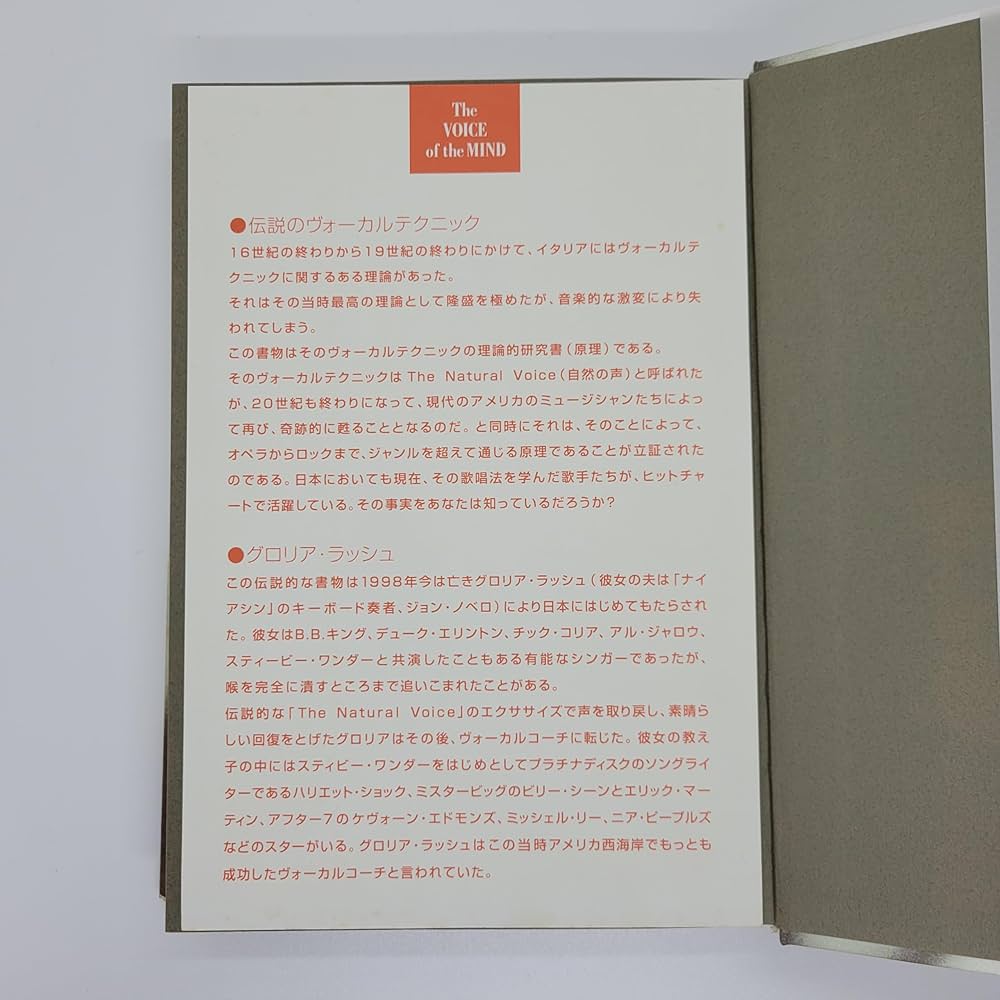 The
VOICE
of the MIND
●伝説のヴォーカルテクニック
16世紀の終わりから19世紀の終わりにかけて、イタリアにはヴォーカルテ
クニックに関するある理論があった。
それはその当時最高の理論として隆盛を極めたが、音楽的な激変により失
われてしまう。
この書物はそのヴォーカルテクニックの理論的研究書(原理)である。
そのヴォーカルテクニックは The Natural Voice(自然の声)と呼ばれた
が、20世紀も終わりになって、現代のアメリカのミュージシャンたちによっ
て再び、奇跡的に甦ることとなるのだ。と同時にそれは、そのことによって、
オペラからロックまで、ジャンルを超えて通じる原理であることが立証された
のである。日本においても現在、その歌唱法を学んだ歌手たちが、ヒットチャ
ートで活躍している。その事実をあなたは知っているだろうか?
●グロリア・ラッシュ
この伝説的な書物は1998年今は亡きグロリア・ラッシュ(彼女の夫は「ナイ
アシン」のキーボード奏者、ジョン・ノベロ)により日本にはじめてもたらされ
た。彼女はB.B.キング、デューク・エリントン、チック・コリア、アル・ジャロウ、
スティービー・ワンダーと共演したこともある有能なシンガーであったが、
喉を完全に潰すところまで追いこまれたことがある。
伝説的な「The Natural Voice」のエクササイズで声を取り戻し、素晴ら
しい回復をとげたグロリアはその後、ヴォーカルコーチに転じた。彼女の教え
子の中にはスティビー・ワンダーをはじめとしてプラチナディスクのソングライ
ターであるハリエット・ショック、ミスタービッグのビリー・シーンとエリック・マー
ティン、アフター7のケヴォーン・エドモンズ、ミッシェル・リー、ニア・ピープルズ
などのスターがいる。グロリア・ラッシュはこの当時アメリカ西海岸でもっとも
成功したヴォーカルコーチと言われていた。